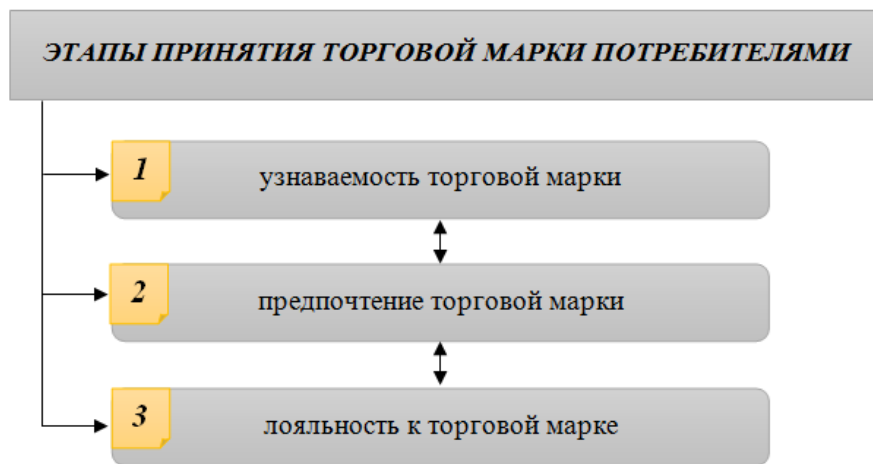 ЭТАПЫ ПРИНЯТИЯ ТОРГОВОЙ МАРКИ ПОТРЕБИТЕЛЯМИ
1
узнаваемость торговой марки
2
предпочтение торговой марки
3
лояльность к торговой марке